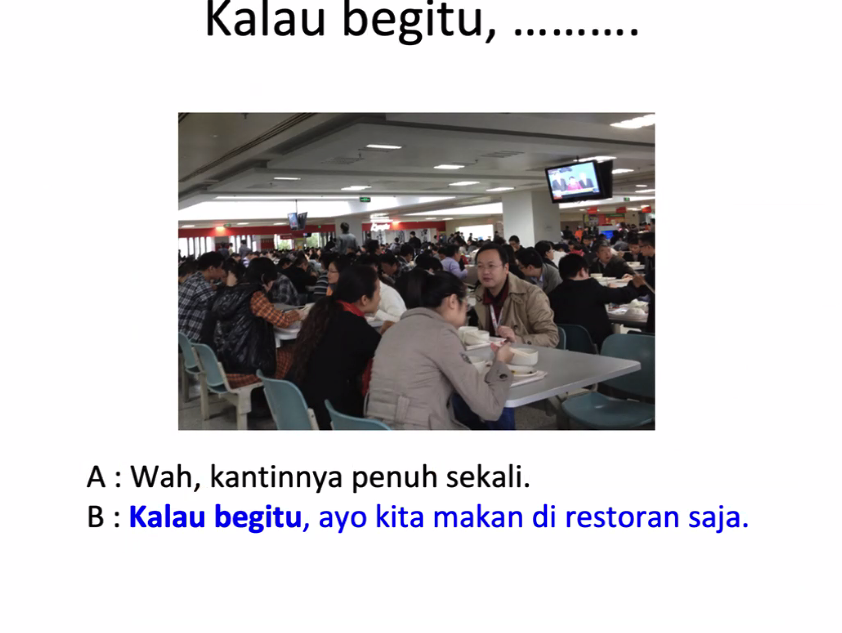 Kalau begitu, ……….
A : Wah, kantinnya penuh sekali.
B : Kalau begitu, ayo kita makan di restoran saja.